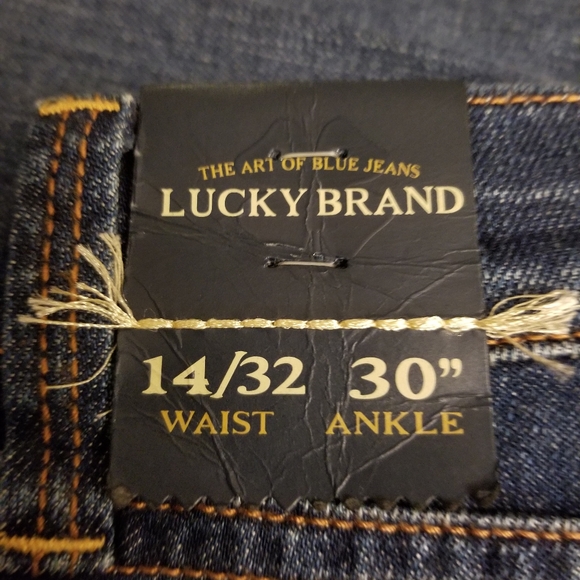 THE ART OF BLUE JEANS
LUCKY BRAND
14/32 30”
WAIST ANKLE